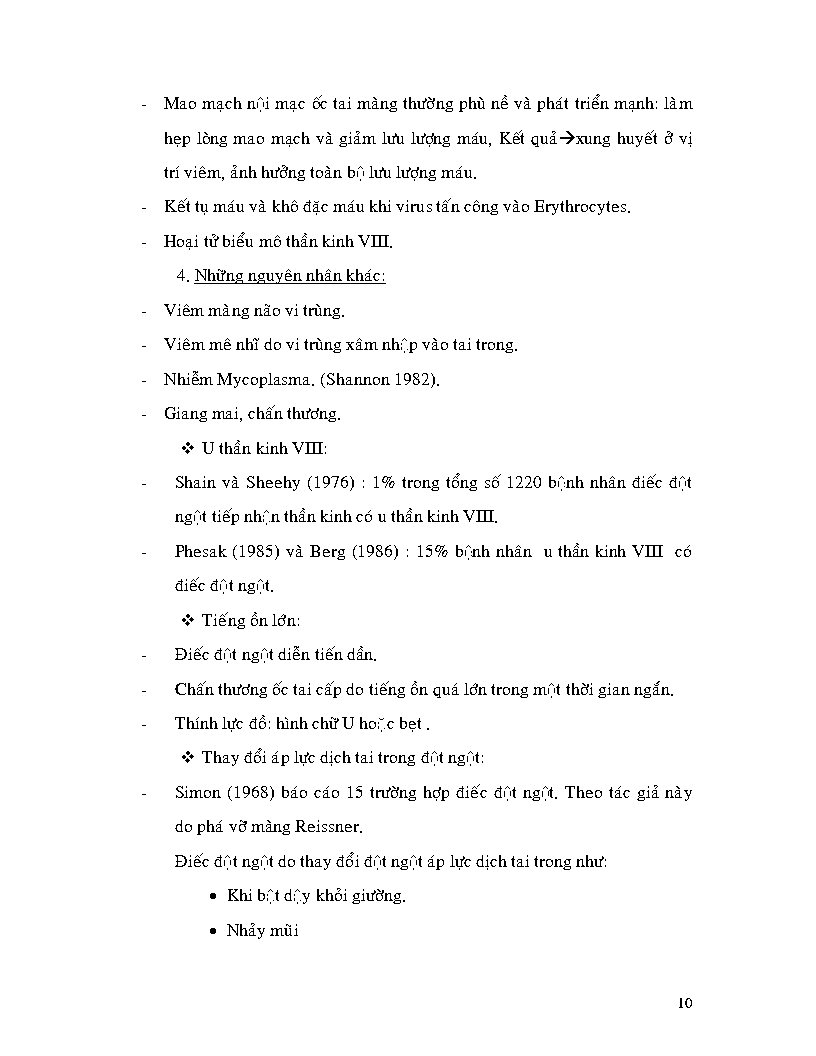 - Mao mạch nội mạc ốc tai màng thường phù nề và phát triển mạnh: làm
hẹp lòng mao mạch và giảm lưu lượng máu, Kết quả→xung huyết ở vị
trí viêm, ảnh hưởng toàn bộ lưu lượng máu.
- Kết tụ máu và khô đặc máu khi virus tấn công vào Erythrocytes.
- Hoại tử biểu mô thần kinh VIII.
4. Những nguyên nhân khác:
- Viêm màng não vi trùng.
- Viêm mê nhĩ do vi trùng xâm nhập vào tai trong.
- Nhiễm Mycoplasma. (Shannon 1982).
- Giang mai, chấn thương.
❖ U thần kinh VIII:
- Shain và Sheehy (1976) : 1% trong tổng số 1220 bệnh nhân điếc đột
ngột tiếp nhận thần kinh có u thần kinh VIII.
- Phesak (1985) và Berg (1986) : 15% bệnh nhân u thần kinh VIII có
điếc đột ngột.
❖ Tiếng ồn lớn:
- Điếc đột ngột diễn tiến dần.
- Chấn thương ốc tai cấp do tiếng ồn quá lớn trong một thời gian ngắn.
- Thính lực đồ: hình chữ U hoặc bẹt .
❖ Thay đổi áp lực dịch tai trong đột ngột:
- Simon (1968) báo cáo 15 trường hợp điếc đột ngột. Theo tác giả này
do phá vỡ màng Reissner.
Điếc đột ngột do thay đổi đột ngột áp lực dịch tai trong như:
• Khi bật dậy khỏi giường.
• Nhảy mũi
10